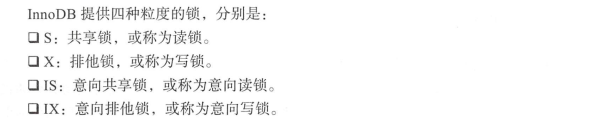 InnoDB 提供四种粒度的锁，分别是：
❑ S：共享锁，或称为读锁。
❑ X：排他锁，或称为写锁。
❑ IS：意向共享锁，或称为意向读锁。
❑ IX：意向排他锁，或称为意向写锁。